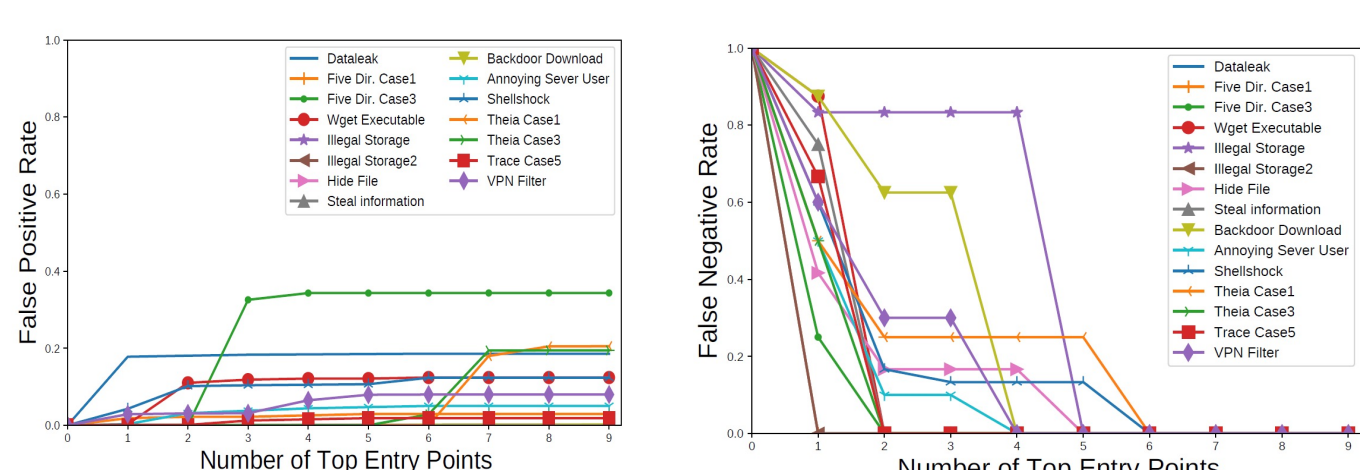 1.0
0.8
0.6
0.4
0.2
0.0
False Positive Rate
Dataleak
Five Dir. Case1
Five Dir. Case3
Wget Executable
Illegal Storage
Illegal Storage2
Hide File
Steal information
Backdoor Download
Annoying Sever User
Shellshock
Theia Case1
Theia Case3
Trace Case5
VPN Filter
0 1 2 3 4 5 6 7 8 9
Number of Top Entry Points
1.0
0.8
0.6
0.4
0.2
0.0
False Negative Rate
Dataleak
Five Dir. Case1
Five Dir. Case3
Wget Executable
Illegal Storage
Illegal Storage2
Hide File
Steal information
Backdoor Download
Annoying Sever User
Shellshock
Theia Case1
Theia Case3
Trace Case5
VPN Filter
0 1 2 3 4 5 6 7 8 9
Number of Top Entry Points